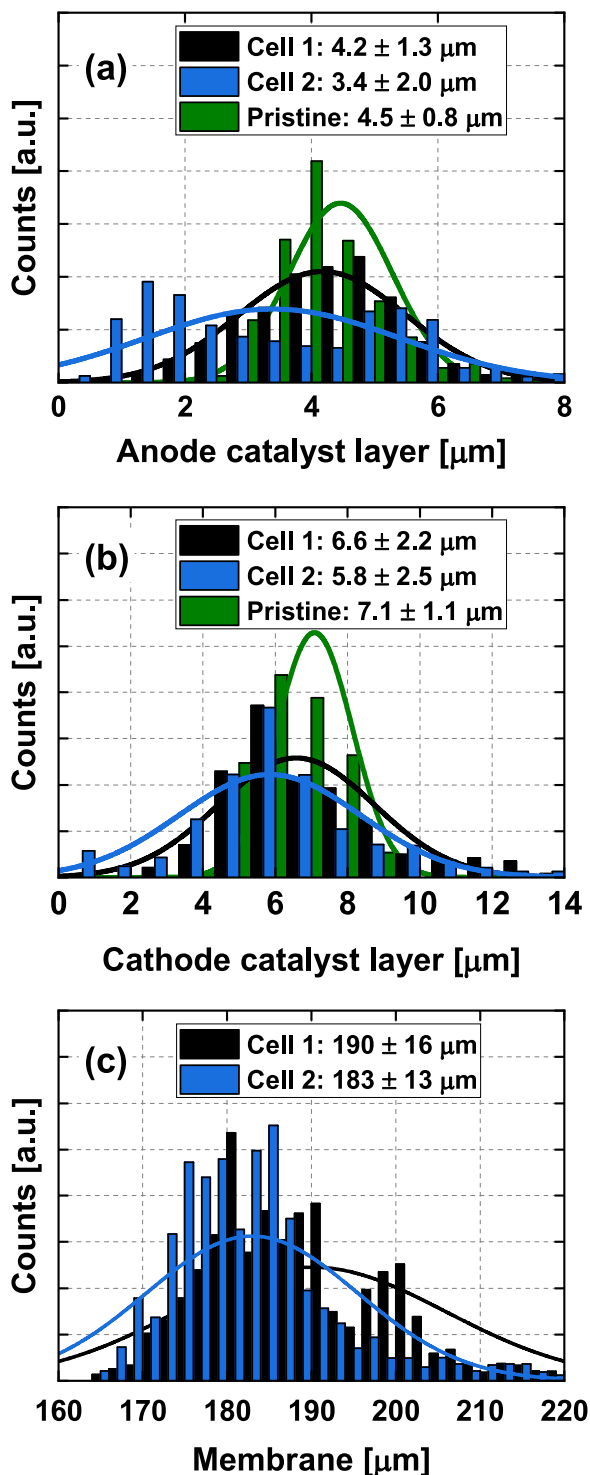 (a)
Cell 1: 4.2 ± 1.3 μm
Cell 2: 3.4 ± 2.0 μm
Pristine: 4.5 ± 0.8 μm
Counts [a.u.]
0 2 4 6 8
Anode catalyst layer [μm]
(b)
Cell 1: 6.6 ± 2.2 μm
Cell 2: 5.8 ± 2.5 μm
Pristine: 7.1 ± 1.1 μm
Counts [a.u.]
0 2 4 6 8 10 12 14
Cathode catalyst layer [μm]
(c)
Cell 1: 190 ± 16 μm
Cell 2: 183 ± 13 μm
Counts [a.u.]
160 170 180 190 200 210 220
Membrane [μm]